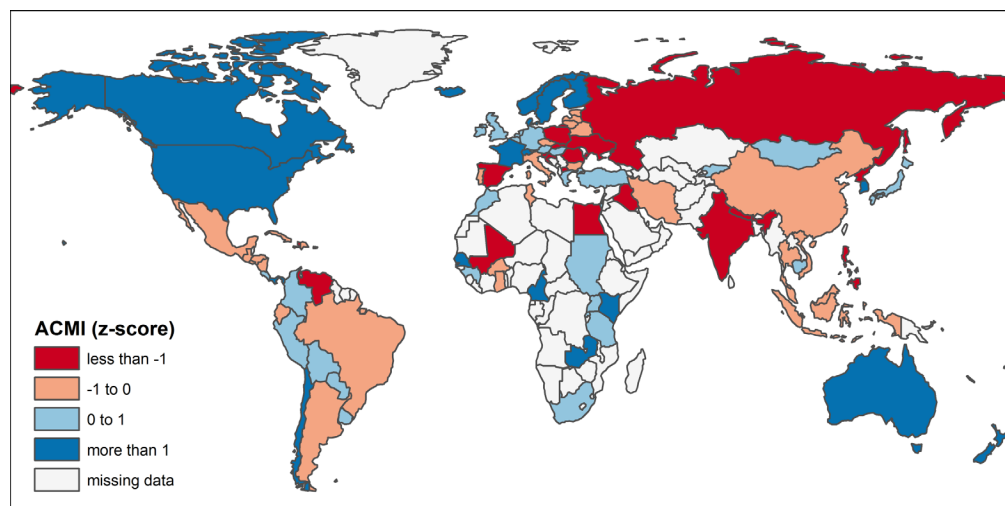 ACMI (z-score)
less than -1
-1 to 0
0 to 1
more than 1
missing data